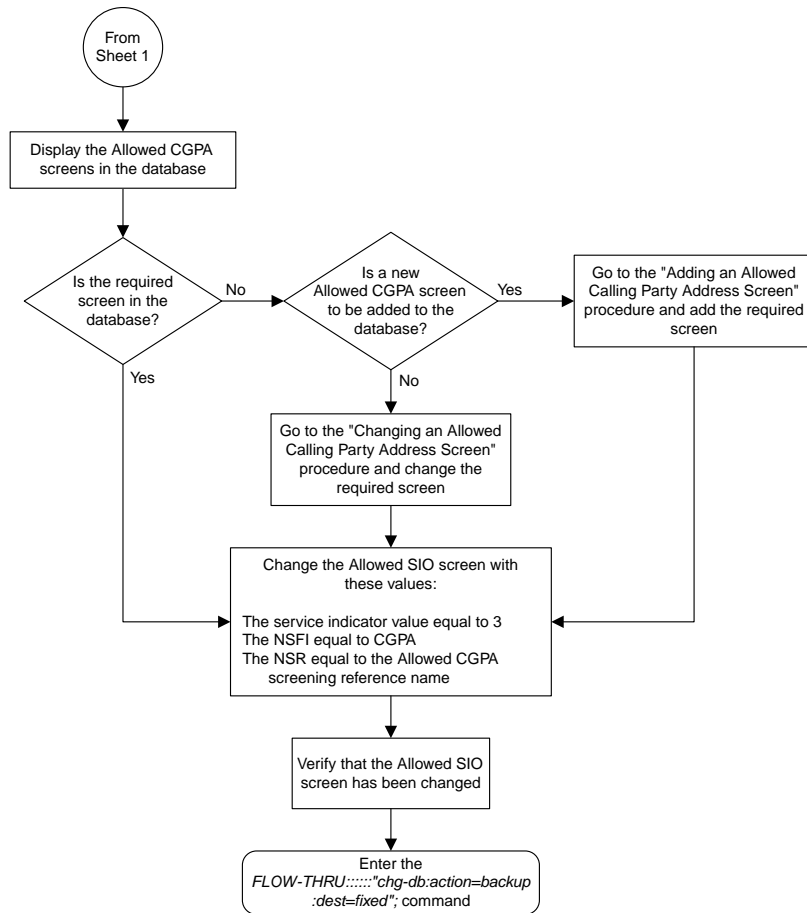 From
Sheet 1
Display the Allowed CGPA
screens in the database
Is the required
screen in the
database?
No
Is a new
Allowed CGPA screen
to be added to the
database?
Yes
Go to the "Adding an Allowed
Calling Party Address Screen"
procedure and add the required
screen
Yes
No
Go to the "Changing an Allowed
Calling Party Address Screen"
procedure and change the
required screen
Change the Allowed SIO screen with
these values:
The service indicator value equal to 3
The NSFI equal to CGPA
The NSR equal to the Allowed CGPA
screening reference name
Verify that the Allowed SIO
screen has been changed
Enter the
FLOW-THRU::::::"chg-db:action=backup
:dest=fixed"; command